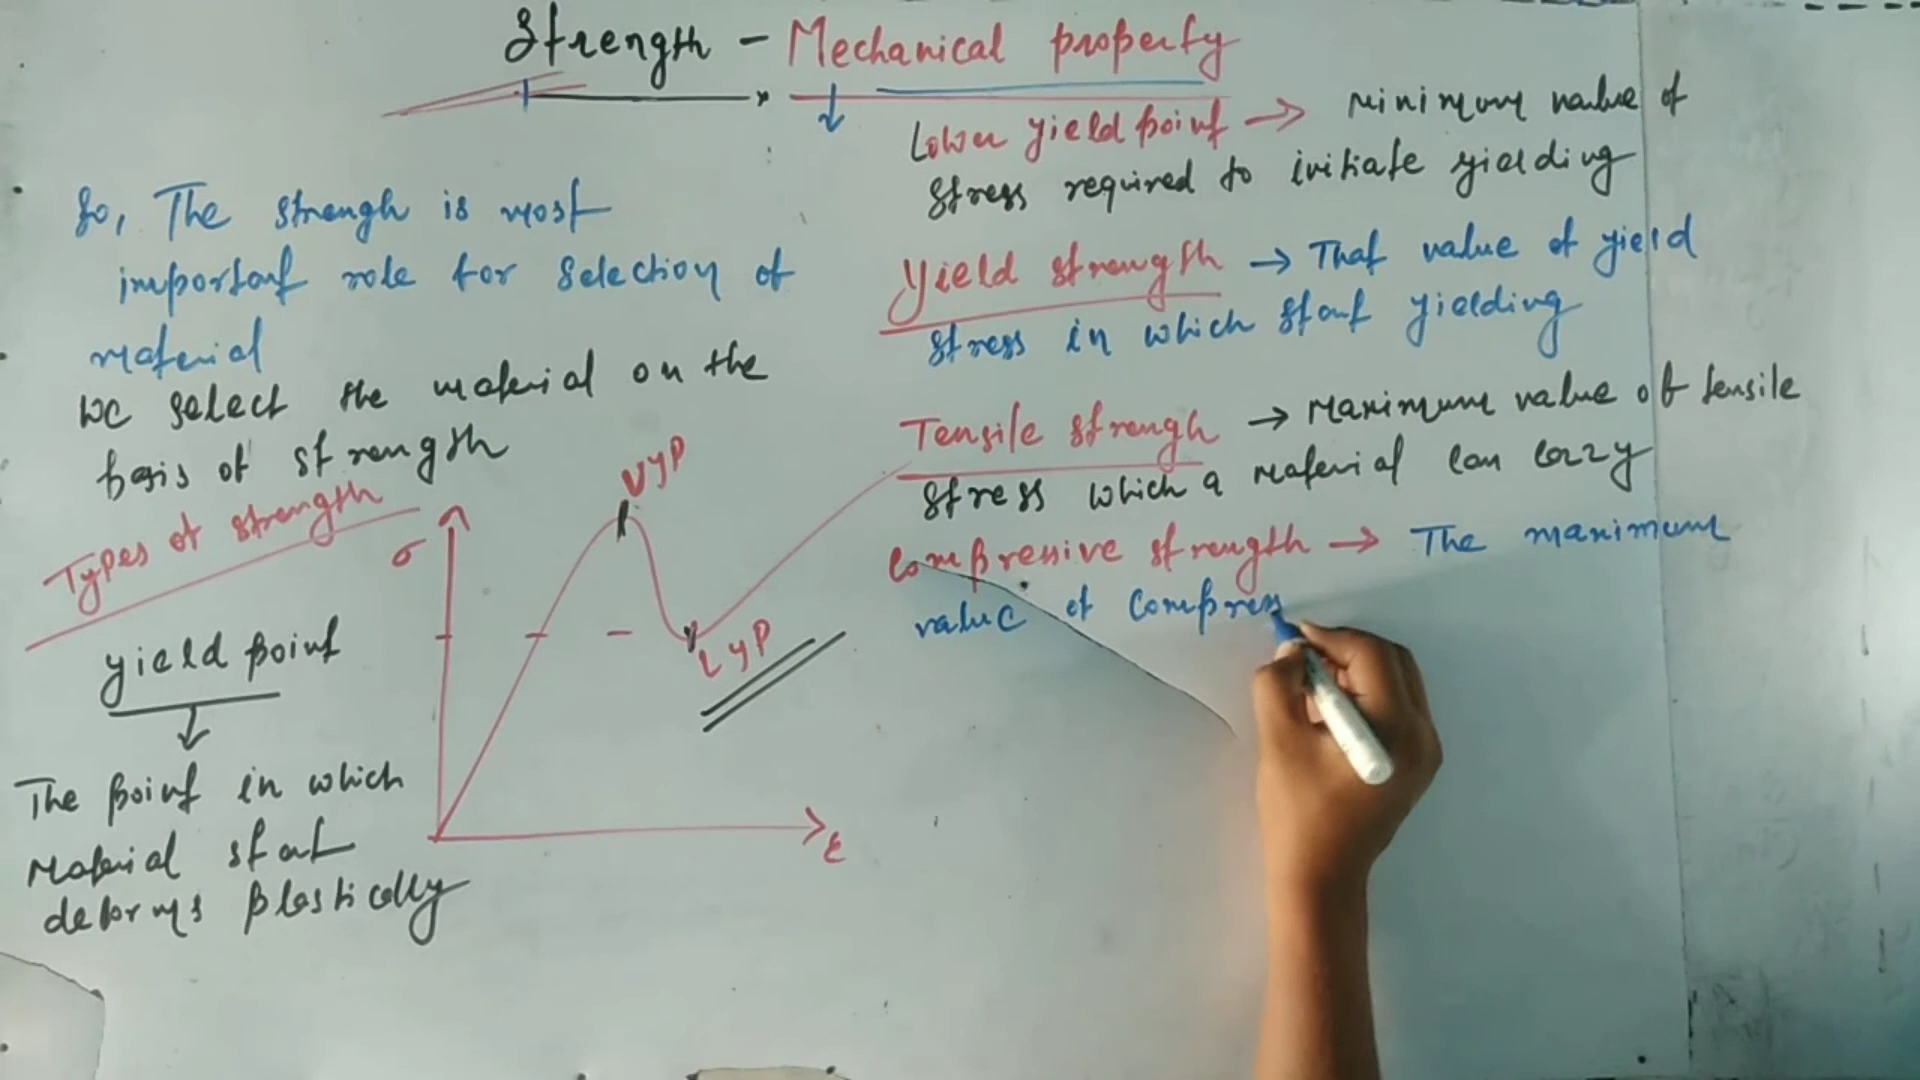 Strength - Mechanical property
So, The strength is most
important role for selection of
material
We select the material on the
basis of strength
Types of strength
yield point
The point in which
Material start
deforms plastically
σ
UYP
LYP
ε
Lower yield point → Minimum value of
stress required to initiate yielding
Yield strength → That value of yield
stress in which start yielding
Tensile strength → Maximum value of tensile
stress which a material can carry
Compressive strength → The maximum
value of compress